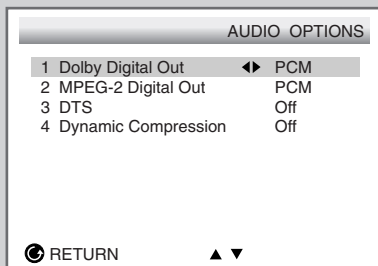 AUDIO OPTIONS
1 Dolby Digital Out ◀▶ PCM
2 MPEG-2 Digital Out PCM
3 DTS Off
4 Dynamic Compression Off
RETURN ▲ ▼